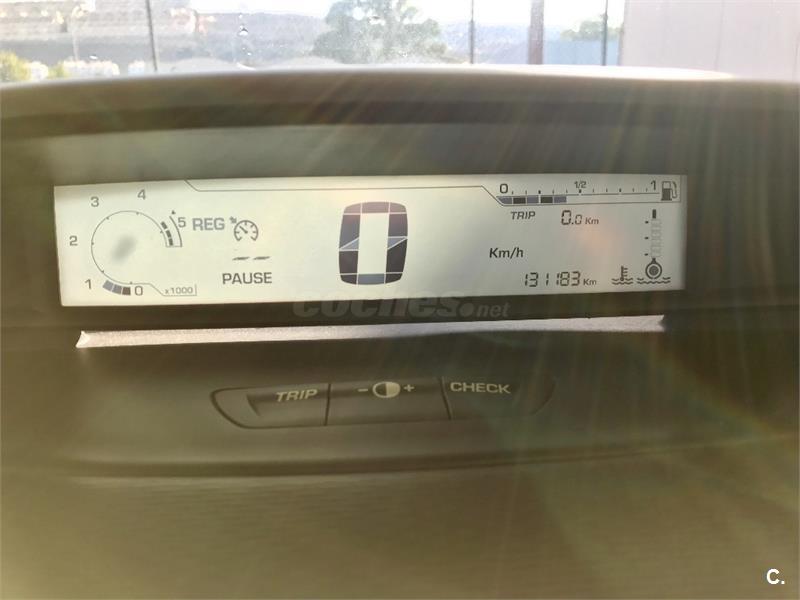 0 1/2 1
4
3
5 REG
TRIP 0.0 Km
2
Km/h
0
PAUSE
131183 Km
1 0 x1000
coches.net
TRIP - + CHECK
C.